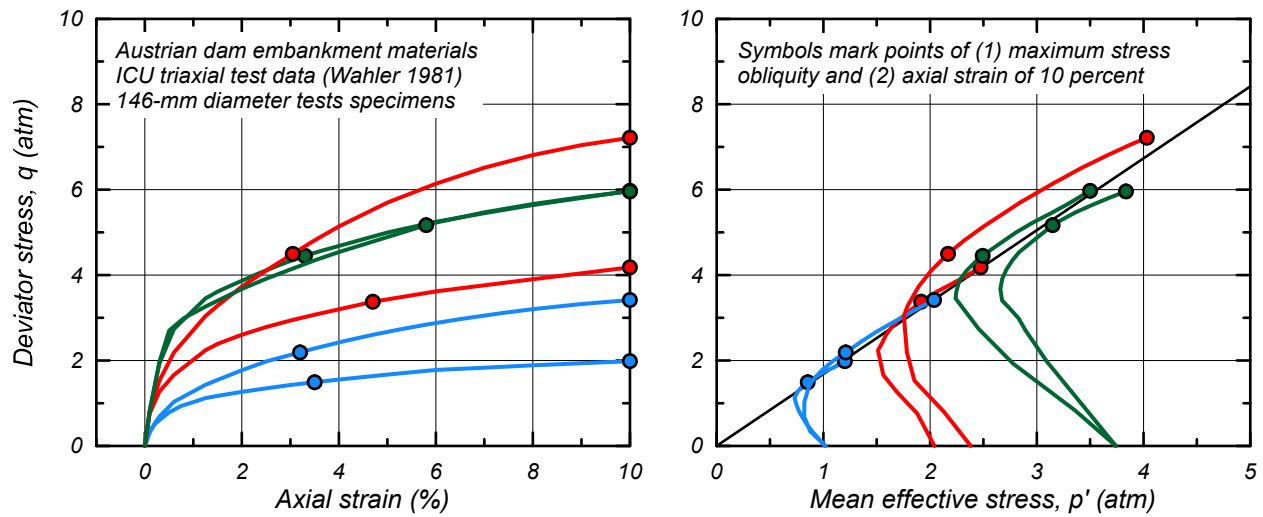 10
8
6
4
2
0
Deviator stress, q (atm)
Austrian dam embankment materials
ICU triaxial test data (Wahler 1981)
146-mm diameter tests specimens
0 2 4 6 8 10
Axial strain (%)
10
8
6
4
2
0
Symbols mark points of (1) maximum stress
obliquity and (2) axial strain of 10 percent
0 1 2 3 4 5
Mean effective stress, p' (atm)